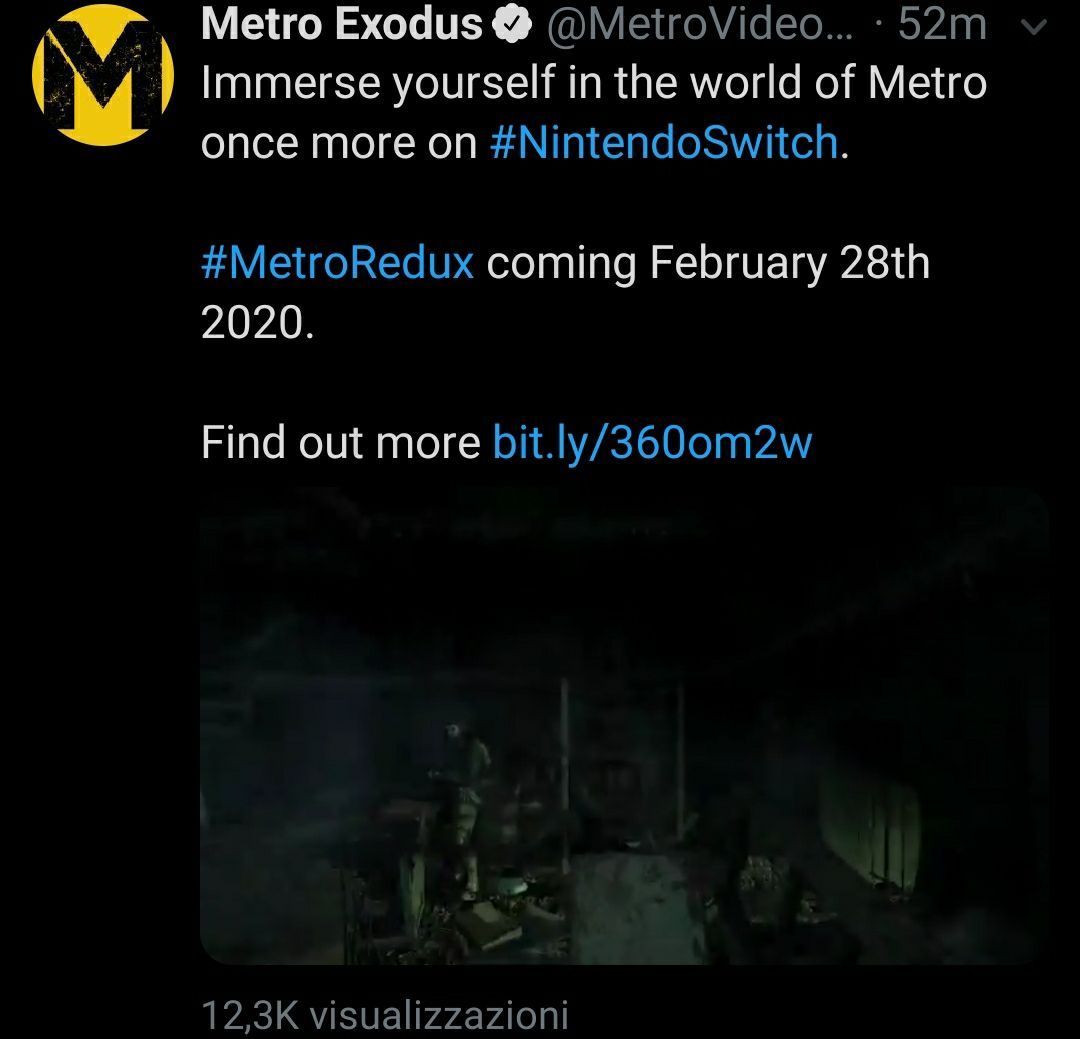 Metro Exodus @MetroVideo... · 52m
Immerse yourself in the world of Metro
once more on #NintendoSwitch.
#MetroRedux coming February 28th
2020.
Find out more bit.ly/360om2w
12,3K visualizzazioni